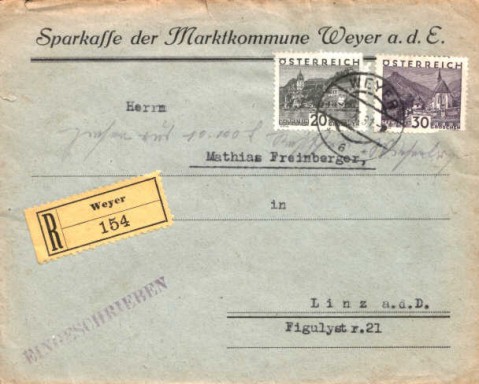 Sparkasse der Marktkommune Weyer a. d. E.
ÖSTERREICH
20
ÖSTERREICH
30
WEYER
Herrn
Mathias Freinberger,
R
Weyer
154
in
EINGESCHRIEBEN
Linz a.d.D.
Figulystr.21